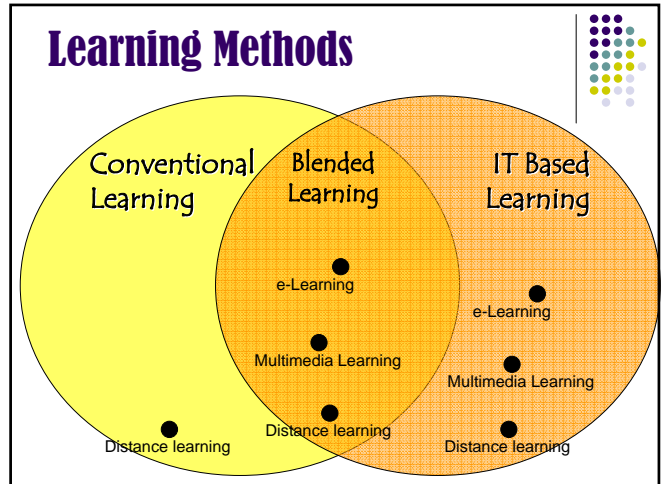 Learning Methods
Conventional
Learning
Blended
Learning
IT Based
Learning
e-Learning
Multimedia Learning
Distance learning
e-Learning
Multimedia Learning
Distance learning
Distance learning